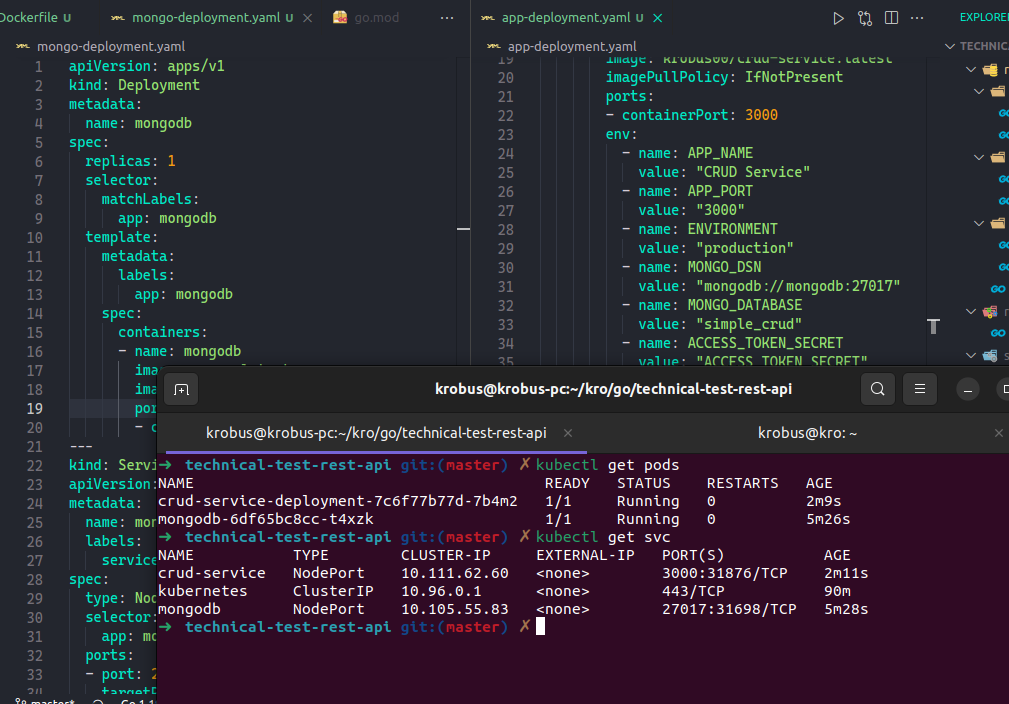 Dockerfile U
mongo-deployment.yaml U
go.mod
mongo-deployment.yaml
1 apiVersion: apps/v1
2 kind: Deployment
3 metadata:
4 name: mongodb
5 spec:
6 replicas: 1
7 selector:
8 matchLabels:
9 app: mongodb
10 template:
11 metadata:
12 labels:
13 app: mongodb
14 spec:
15 containers:
16 - name: mongodb
17 ima
18 ima
19 por
20 - c
21 ---
22 kind: Servi
23 apiVersion:
24 metadata:
25 name: mon
26 labels:
27 service
28 spec:
29 type: Nod
30 selector:
31 app: mo
32 ports:
33 - port: 2
34 targetP
master*
Go 1.1
app-deployment.yaml U
EXPLORE
app-deployment.yaml
TECHNIC
19 image: krobus00/crud-service:latest
20 imagePullPolicy: IfNotPresent
21 ports:
22 - containerPort: 3000
23 env:
24 - name: APP_NAME
25 value: "CRUD Service"
26 - name: APP_PORT
27 value: "3000"
28 - name: ENVIRONMENT
29 value: "production"
30 - name: MONGO_DSN
31 value: "mongodb://mongodb:27017"
32 - name: MONGO_DATABASE
33 value: "simple_crud"
34 - name: ACCESS_TOKEN_SECRET
35 value: "ACCESS_TOKEN_SECRET"
krobus@krobus-pc:~/kro/go/technical-test-rest-api
krobus@krobus-pc:~/kro/go/technical-test-rest-api
krobus@kro: ~
➜ technical-test-rest-api git:(master) ✗ kubectl get pods
NAME READY STATUS RESTARTS AGE
crud-service-deployment-7c6f77b77d-7b4m2 1/1 Running 0 2m9s
mongodb-6df65bc8cc-t4xzk 1/1 Running 0 5m26s
➜ technical-test-rest-api git:(master) ✗ kubectl get svc
NAME TYPE CLUSTER-IP EXTERNAL-IP PORT(S) AGE
crud-service NodePort 10.111.62.60 <none> 3000:31876/TCP 2m11s
kubernetes ClusterIP 10.96.0.1 <none> 443/TCP 90m
mongodb NodePort 10.105.55.83 <none> 27017:31698/TCP 5m28s
➜ technical-test-rest-api git:(master) ✗